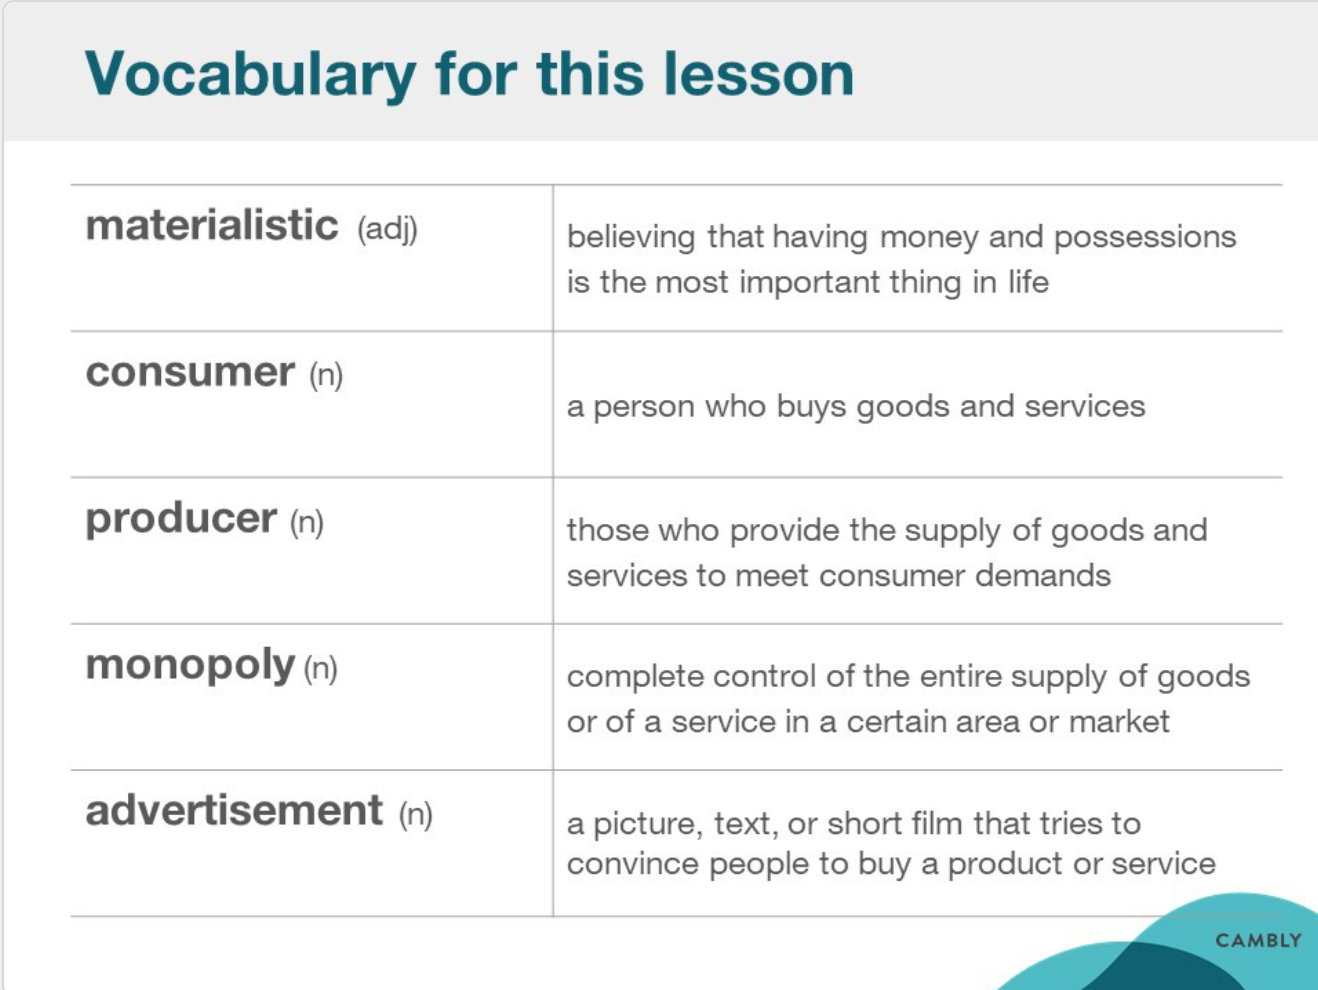 Vocabulary for this lesson
materialistic (adj)
believing that having money and possessions
is the most important thing in life
consumer (n)
a person who buys goods and services
producer (n)
those who provide the supply of goods and
services to meet consumer demands
monopoly (n)
complete control of the entire supply of goods
or of a service in a certain area or market
advertisement (n)
a picture, text, or short film that tries to
convince people to buy a product or service
CAMBLY